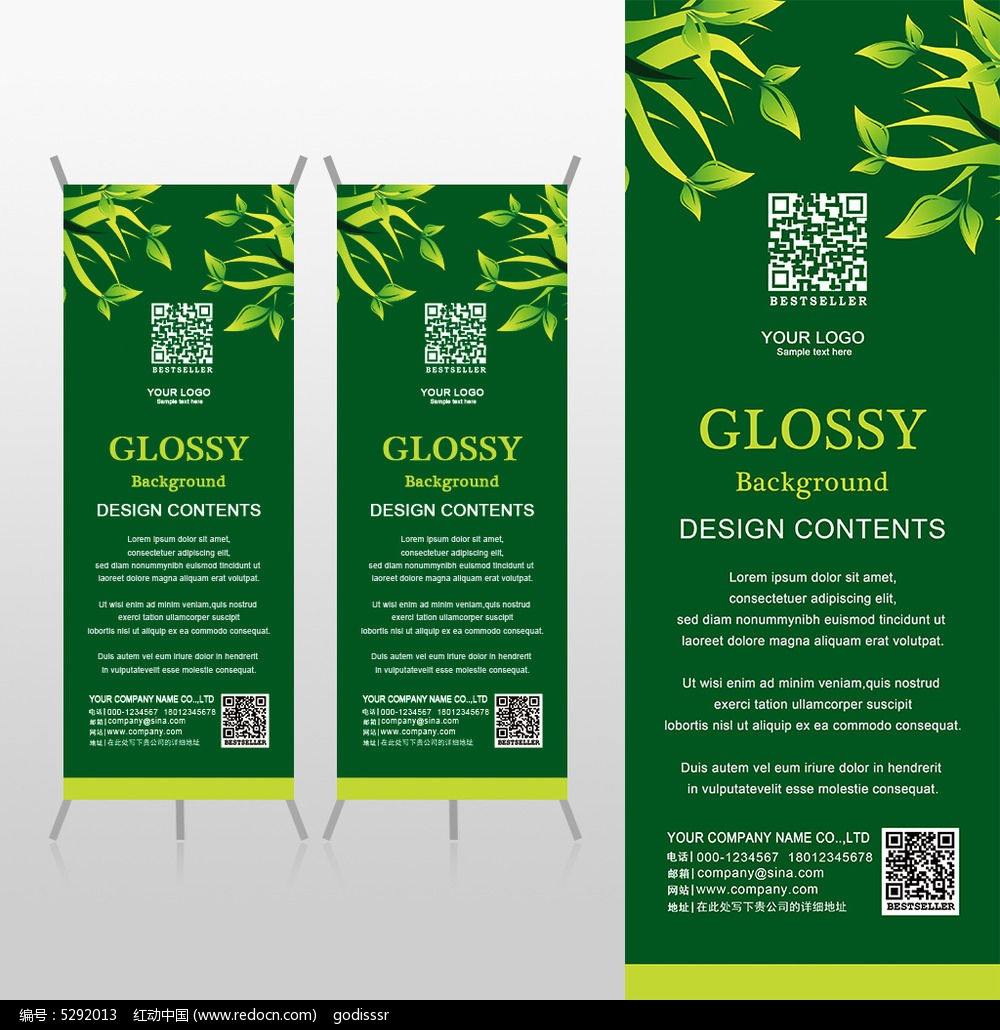 BESTSELLER
YOUR LOGO
Sample text here
GLOSSY
Background
DESIGN CONTENTS
Lorem ipsum dolor sit amet,
consectetuer adipiscing elit,
sed diam nonummynibh euismod tincidunt ut
laoreet dolore magna aliquam erat volutpat.
Ut wisi enim ad minim veniam,quis nostrud
exerci tation ullamcorper suscipit
lobortis nisl ut aliquip ex ea commodo consequat.
Duis autem vel eum iriure dolor in hendrerit
in vulputatevelit esse molestie consequat.
YOUR COMPANY NAME CO..,LTD
电话|000-1234567 18012345678
邮箱|company@sina.com
网站|www.company.com
地址|在此处写下贵公司的详细地址
BESTSELLER
BESTSELLER
YOUR LOGO
Sample text here
GLOSSY
Background
DESIGN CONTENTS
Lorem ipsum dolor sit amet,
consectetuer adipiscing elit,
sed diam nonummynibh euismod tincidunt ut
laoreet dolore magna aliquam erat volutpat.
Ut wisi enim ad minim veniam,quis nostrud
exerci tation ullamcorper suscipit
lobortis nisl ut aliquip ex ea commodo consequat.
Duis autem vel eum iriure dolor in hendrerit
in vulputatevelit esse molestie consequat.
YOUR COMPANY NAME CO..,LTD
电话|000-1234567 18012345678
邮箱|company@sina.com
网站|www.company.com
地址|在此处写下贵公司的详细地址
BESTSELLER
BESTSELLER
YOUR LOGO
Sample text here
GLOSSY
Background
DESIGN CONTENTS
Lorem ipsum dolor sit amet,
consectetuer adipiscing elit,
sed diam nonummynibh euismod tincidunt ut
laoreet dolore magna aliquam erat volutpat.
Ut wisi enim ad minim veniam,quis nostrud
exerci tation ullamcorper suscipit
lobortis nisl ut aliquip ex ea commodo consequat.
Duis autem vel eum iriure dolor in hendrerit
in vulputatevelit esse molestie consequat.
YOUR COMPANY NAME CO..,LTD
电话|000-1234567 18012345678
邮箱|company@sina.com
网站|www.company.com
地址|在此处写下贵公司的详细地址
BESTSELLER
编号：5292013 红动中国 (www.redocn.com) godisssr